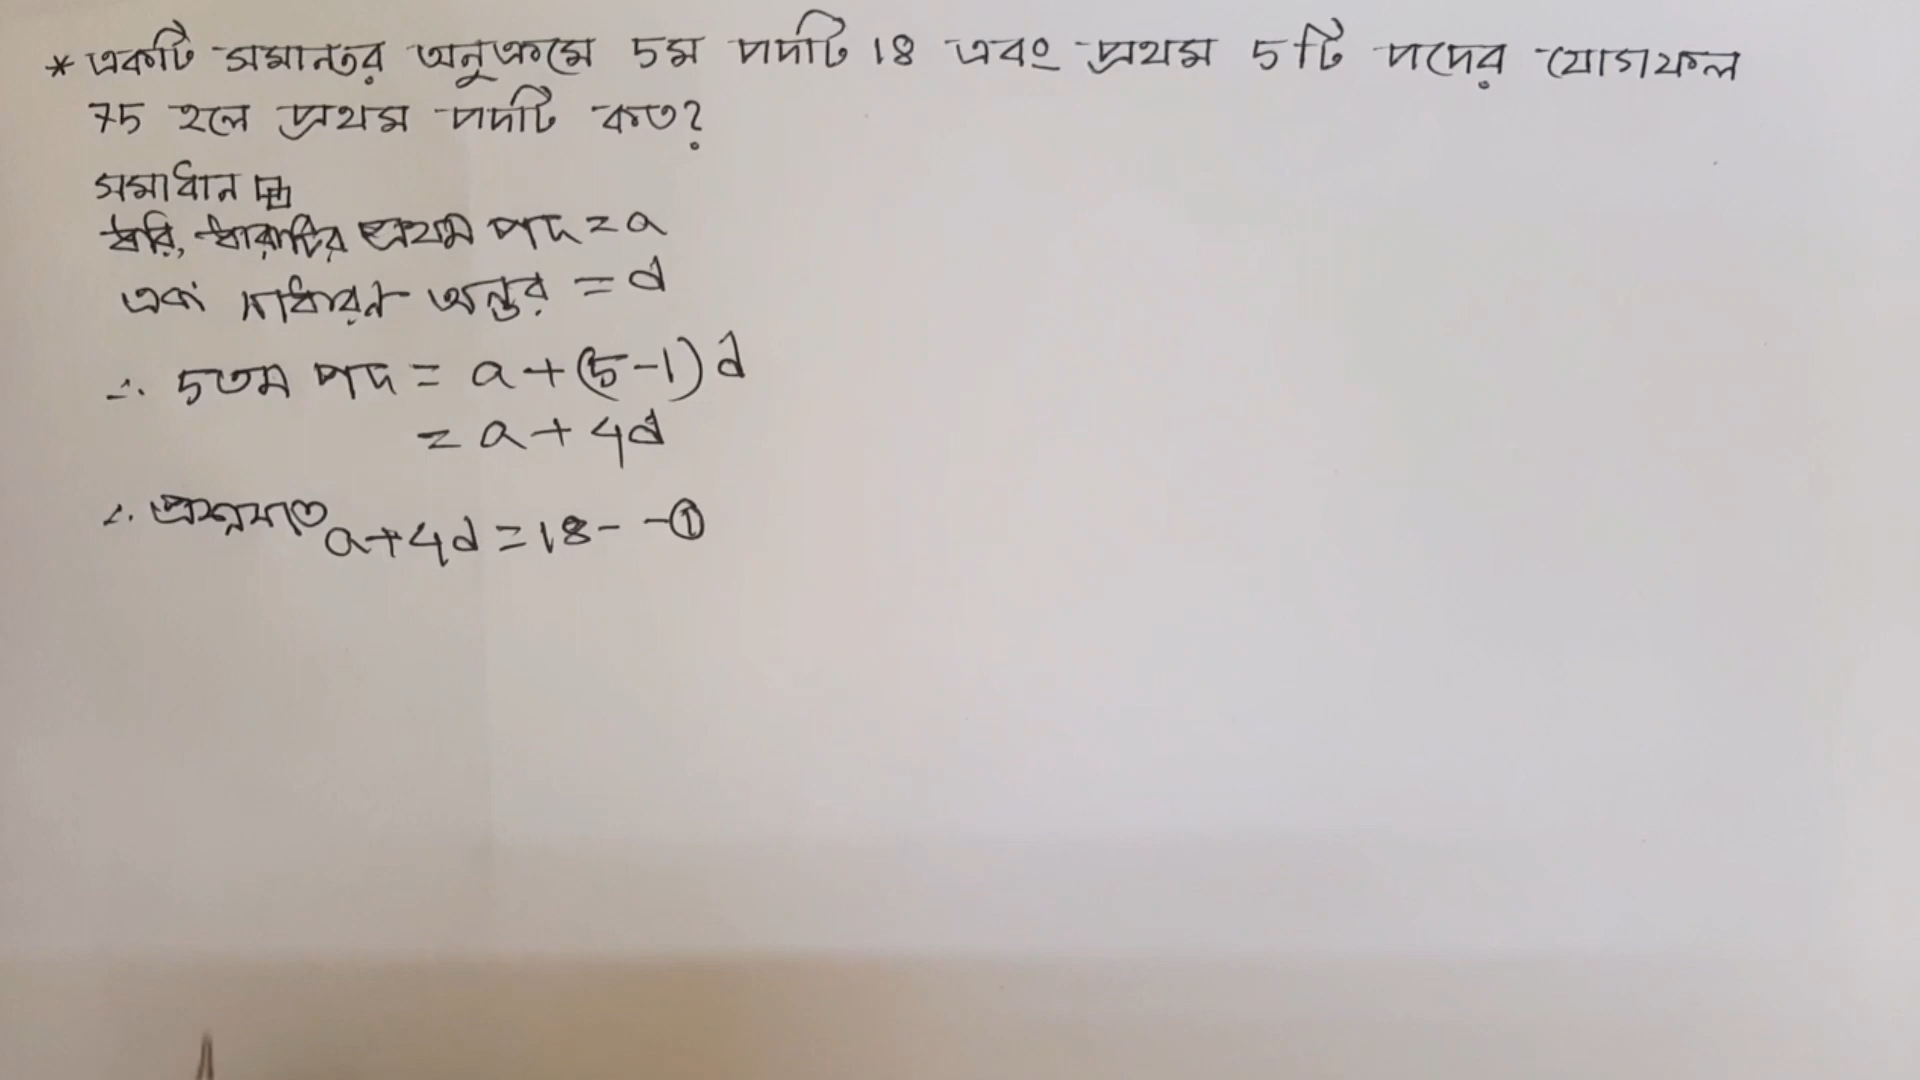 * একটি সমান্তর অনুক্রমে 5ম পদটি 18 এবং প্রথম 5টি পদের যোগফল
75 হলে প্রথম পদটি কত?
সমাধান
ধরি, ধারাটির প্রথম পদ = a
এবং সাধারণ অন্তর = d
∴ 5তম পদ = a + (5-1) d
= a + 4d
∴ প্রশ্নমতে a+4d = 18 - - ①